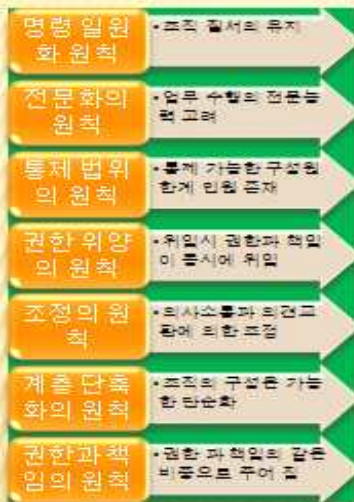 명령 일원
화 원칙
• 조직 질서의 유지
전문화의
원칙
• 업무 수행의 전문능
력 고려
통제 범위
의 원칙
• 통제 가능한 구성원
한계 인원 존재
권한 위양
의 원칙
• 위임시 권한과 책임
이 동시에 위임
조정의 원
칙
• 의사소통과 의견교
환에 의한 조정
계층 단축
화의 원칙
• 조직의 구성은 가능
한 단순화
권한과 책
임의 원칙
• 권한 과 책임의 같은
비중으로 주어 짐